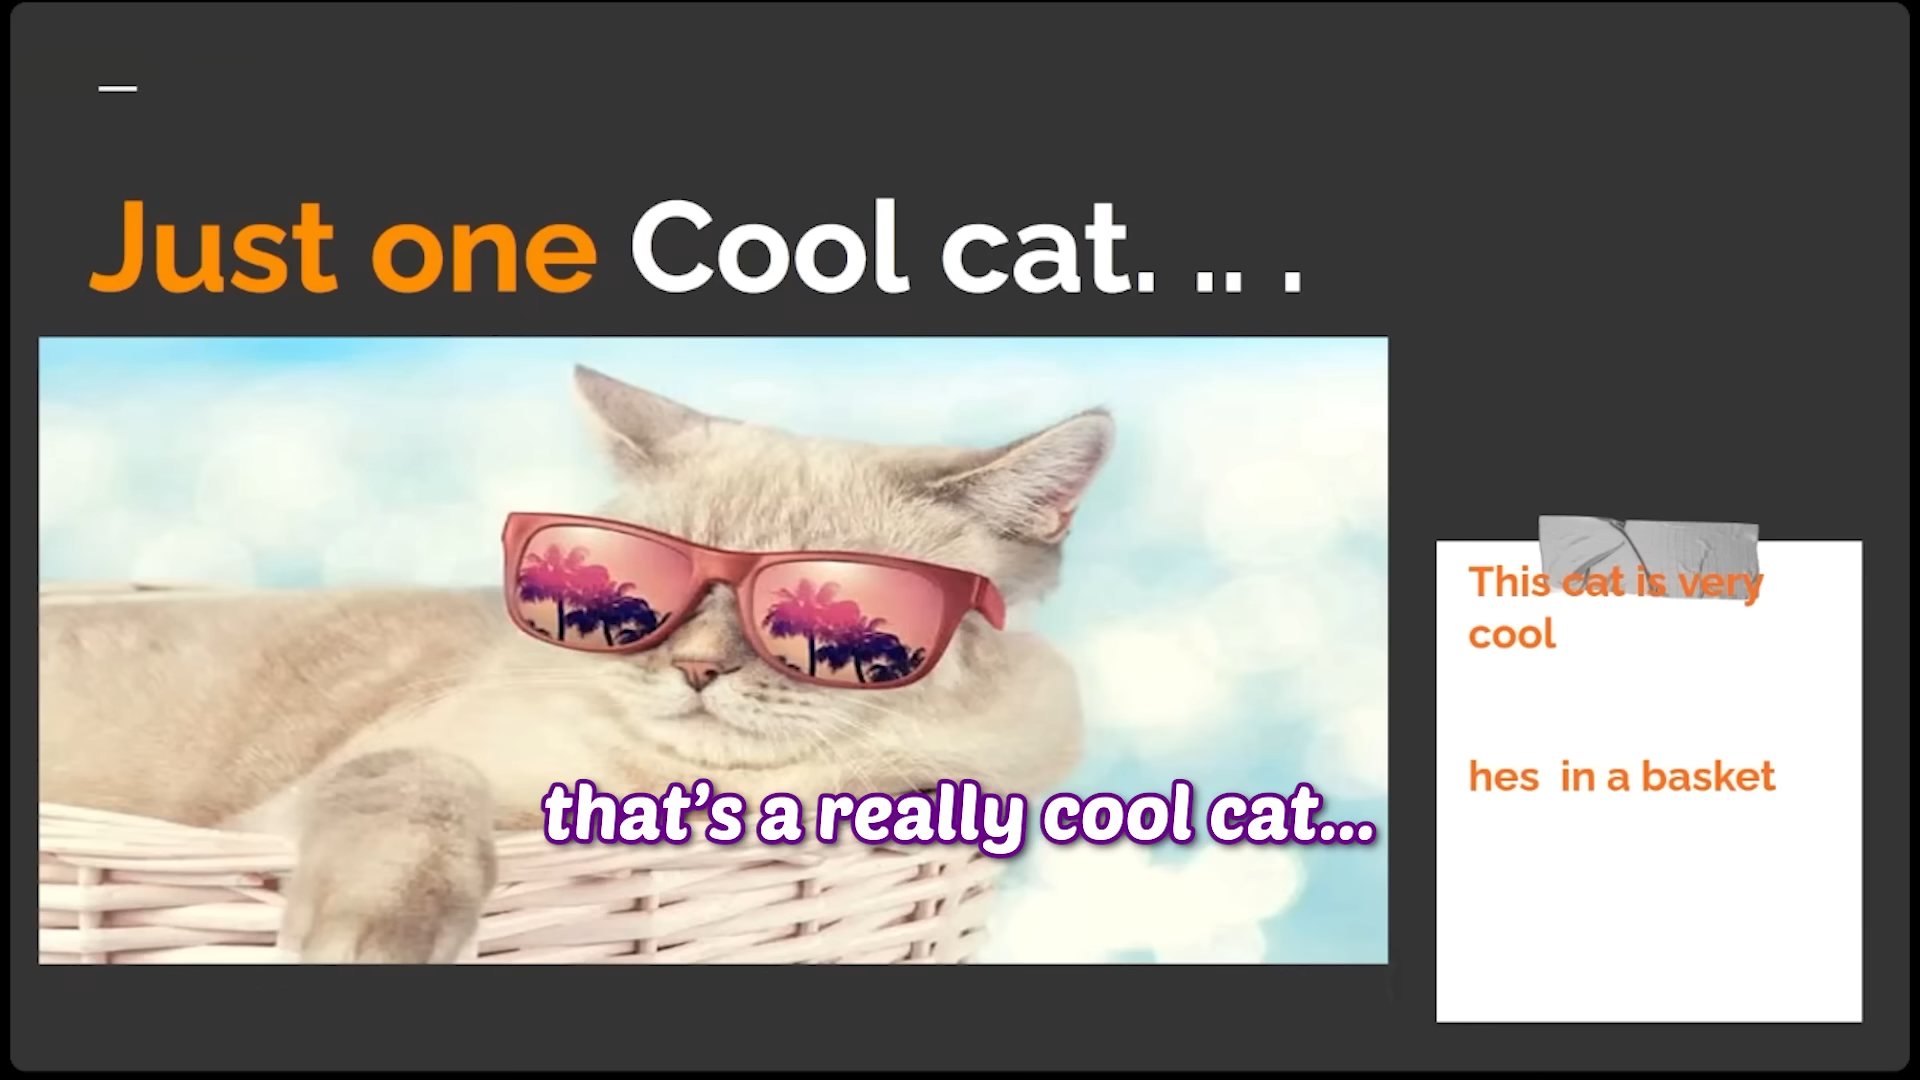 Just one Cool cat. .. .
This cat is very
cool
hes  in a basket
that’s a really cool cat...